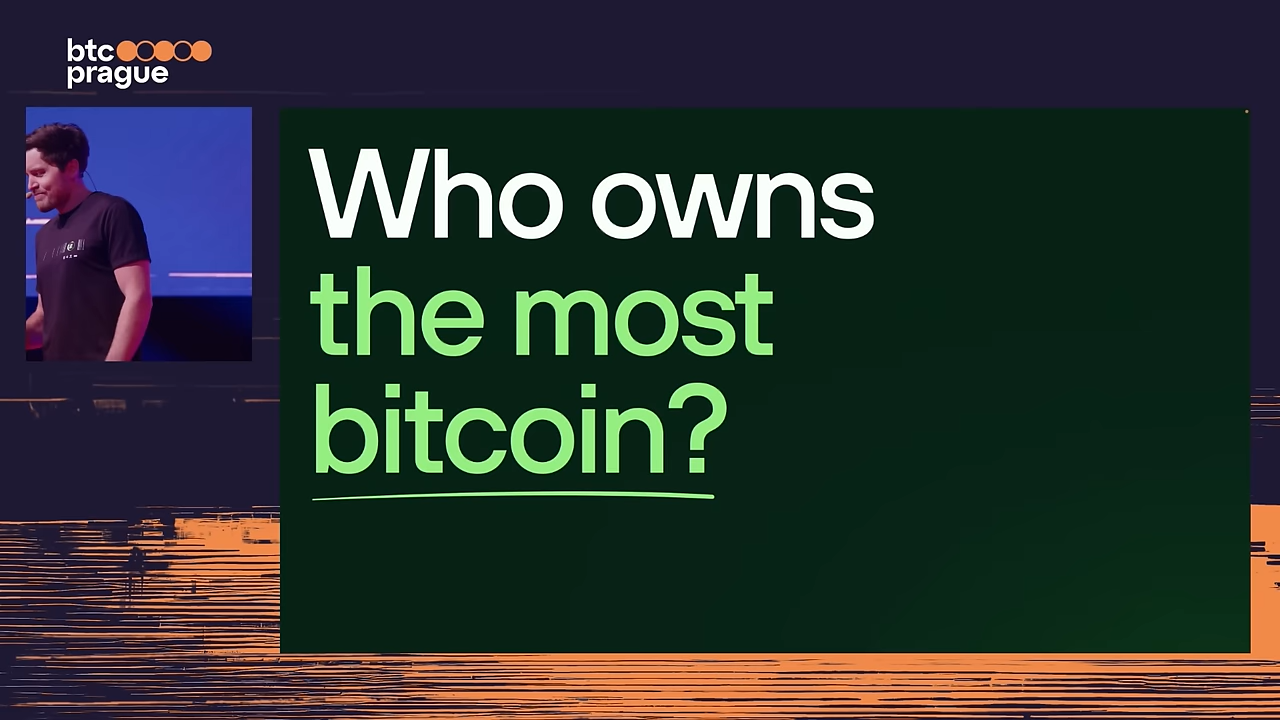 btc
prague
Who owns
the most
bitcoin?